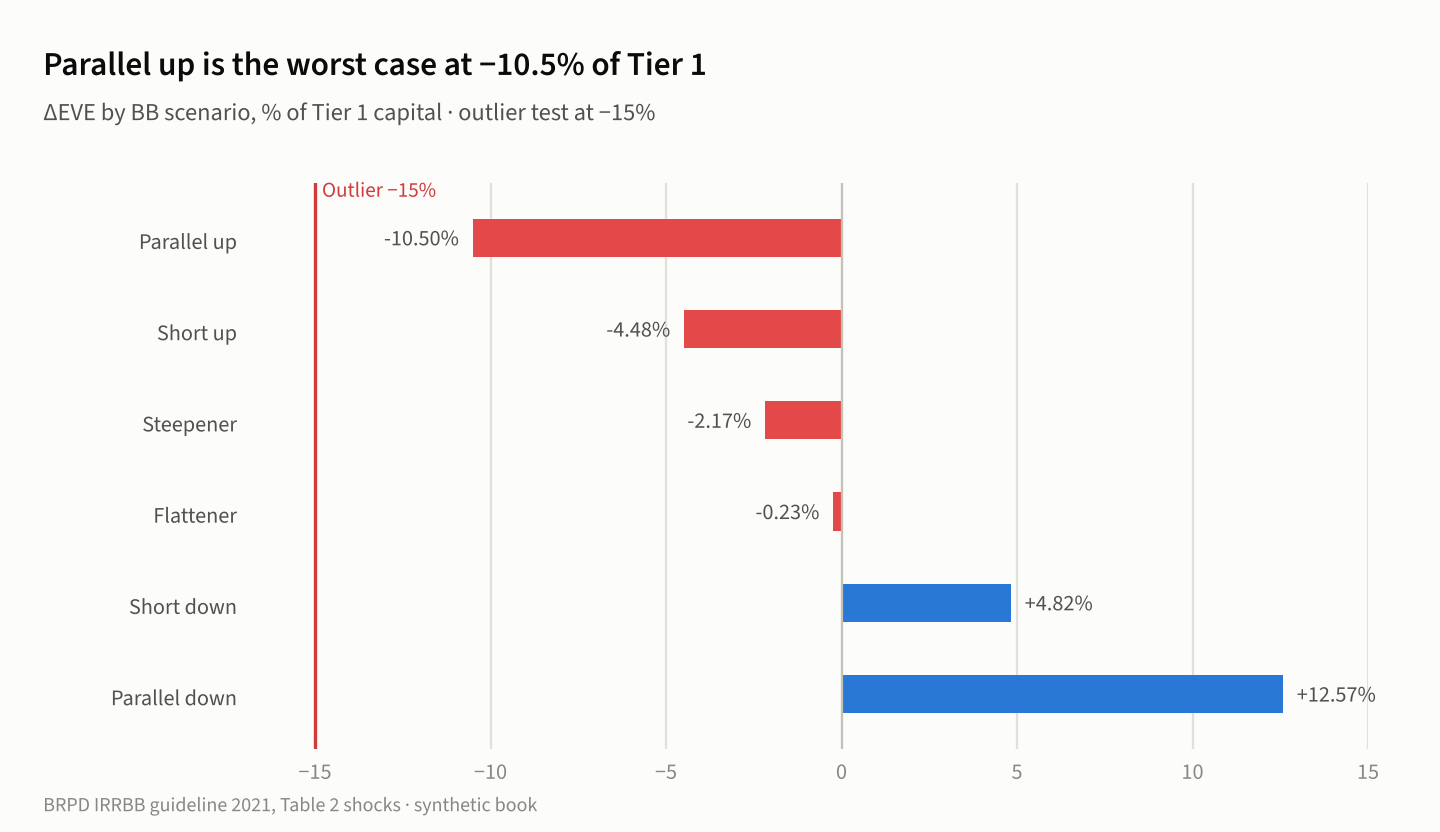 Parallel up is the worst case at −10.5% of Tier 1
ΔEVE by BB scenario, % of Tier 1 capital · outlier test at −15%
Outlier −15%
Parallel up
-10.50%
Short up
-4.48%
Steepener
-2.17%
Flattener
-0.23%
Short down
+4.82%
Parallel down
+12.57%
−15
−10
−5
0
5
10
15
BRPD IRRBB guideline 2021, Table 2 shocks · synthetic book